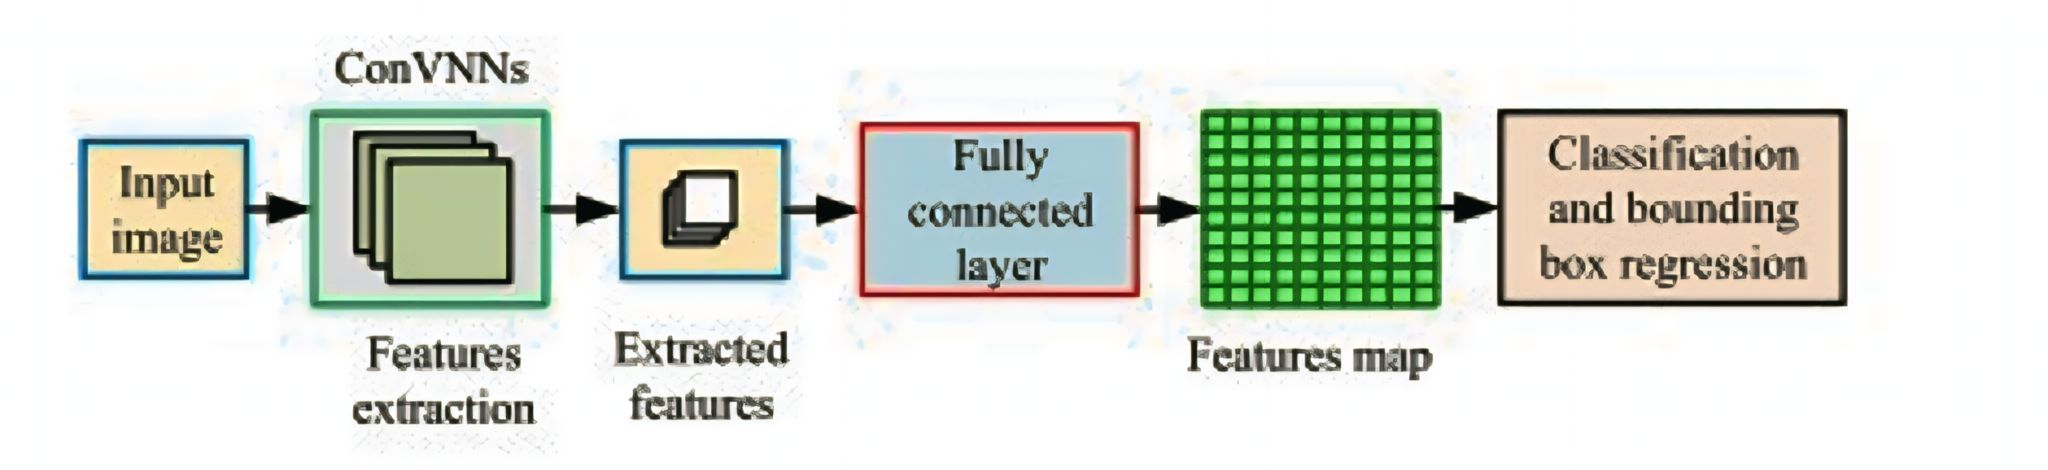 ConVNNs
Input
image
Features
extraction
Extracted
features
Fully
connected
layer
Features map
Classification
and bounding
box regression